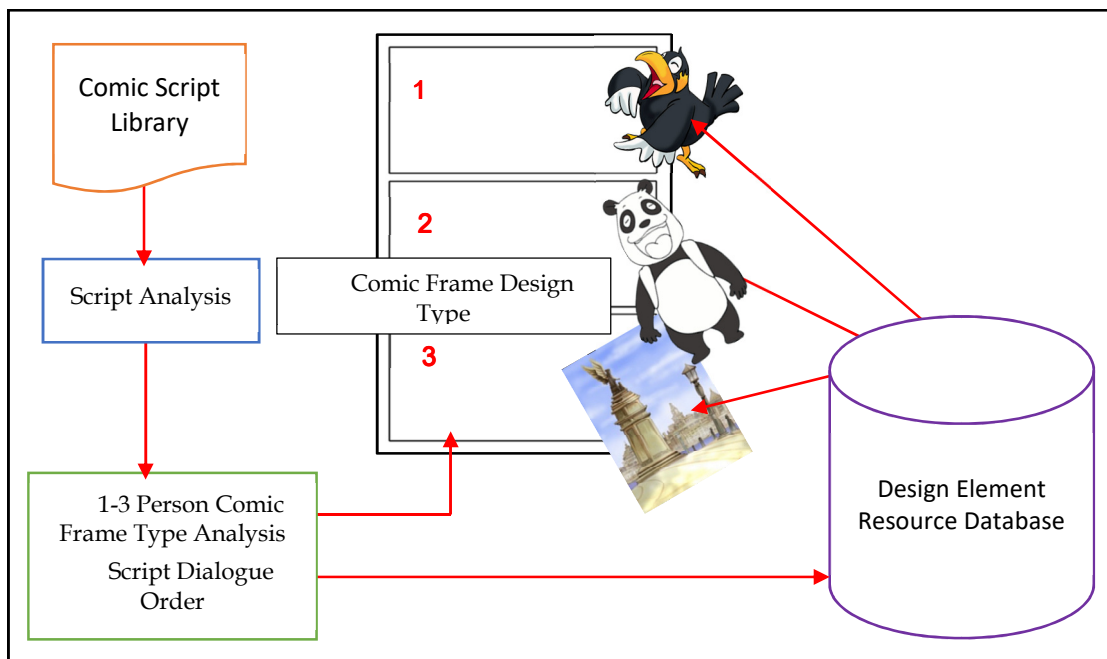 Comic Script
Library
Script Analysis
1-3 Person Comic
Frame Type Analysis
Script Dialogue
Order
1
2
Comic Frame Design
Type
3
Design Element
Resource Database